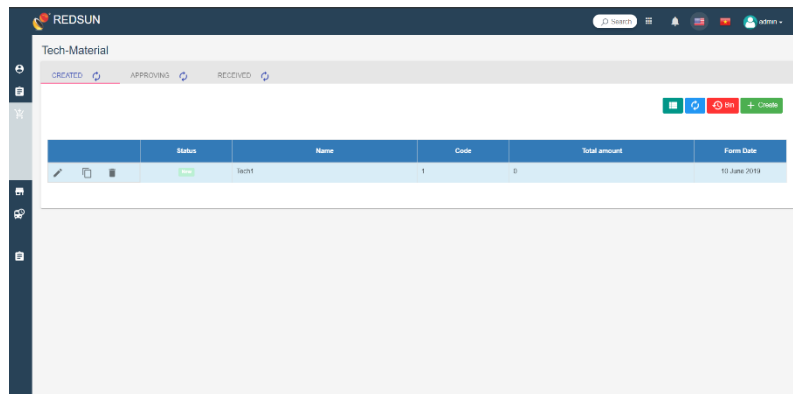 REDSUN
Search
admin
Tech-Material
CREATED APPROVING RECEIVED
Bin + Create
Status Name Code Total amount Form Date
Tech1 1 0 10 June 2019